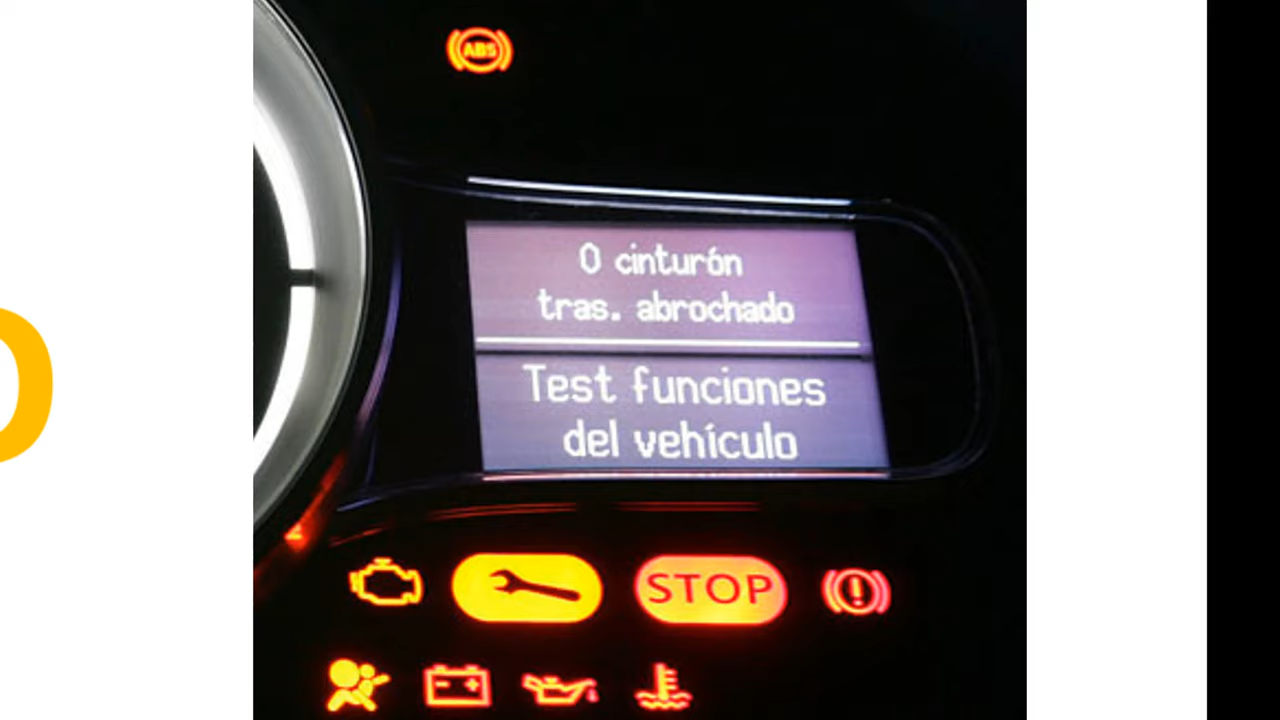 ABS
0 cinturón
tras. abrochado
Test funciones
del vehículo
STOP